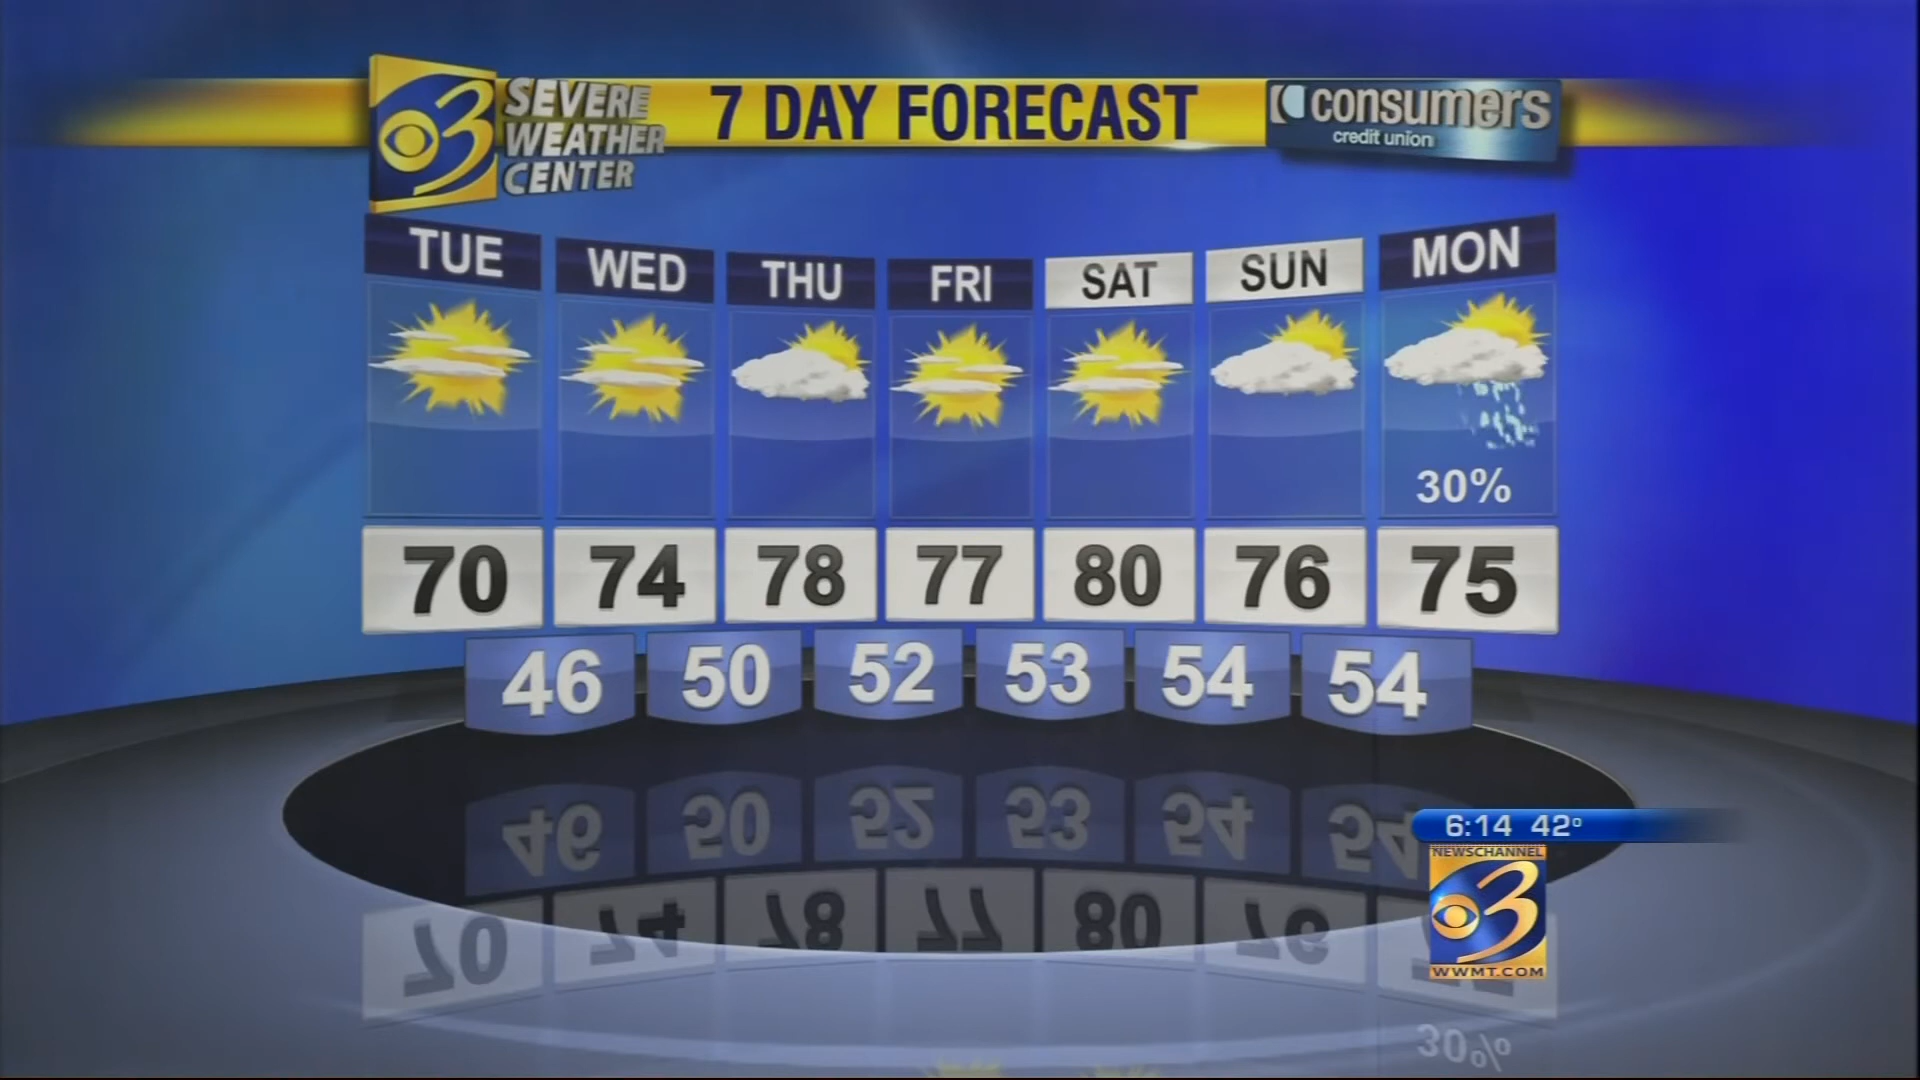 3 SEVERE
WEATHER
CENTER
7 DAY FORECAST
consumers
credit union
TUE WED THU FRI SAT SUN MON
30%
70 74 78 77 80 76 75
46 50 52 53 54 54
6:14 42°
NEWSCHANNEL
3
WWMT.COM